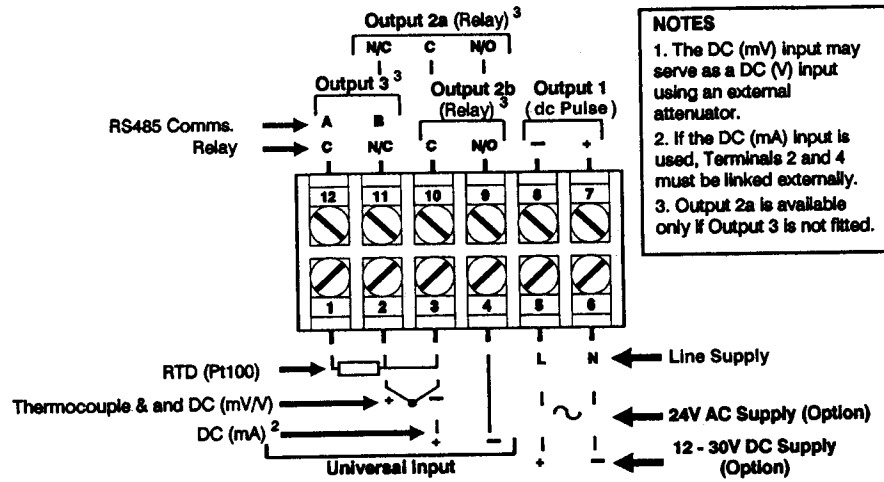 Output 2a (Relay) 3
N/C C N/O
Output 3 3
Output 2b (Relay) 3
Output 1 (dc Pulse)
RS485 Comms. A B
Relay C N/C C N/O − +
12 11 10 9 8 7
1 2 3 4 5 6
L N Line Supply
RTD (Pt100)
Thermocouple & and DC (mV/V) + −
24V AC Supply (Option)
DC (mA) 2 + −
12 - 30V DC Supply (Option) + −
Universal Input
NOTES
1. The DC (mV) input may
serve as a DC (V) input
using an external
attenuator.
2. If the DC (mA) input is
used, Terminals 2 and 4
must be linked externally.
3. Output 2a is available
only if Output 3 is not fitted.